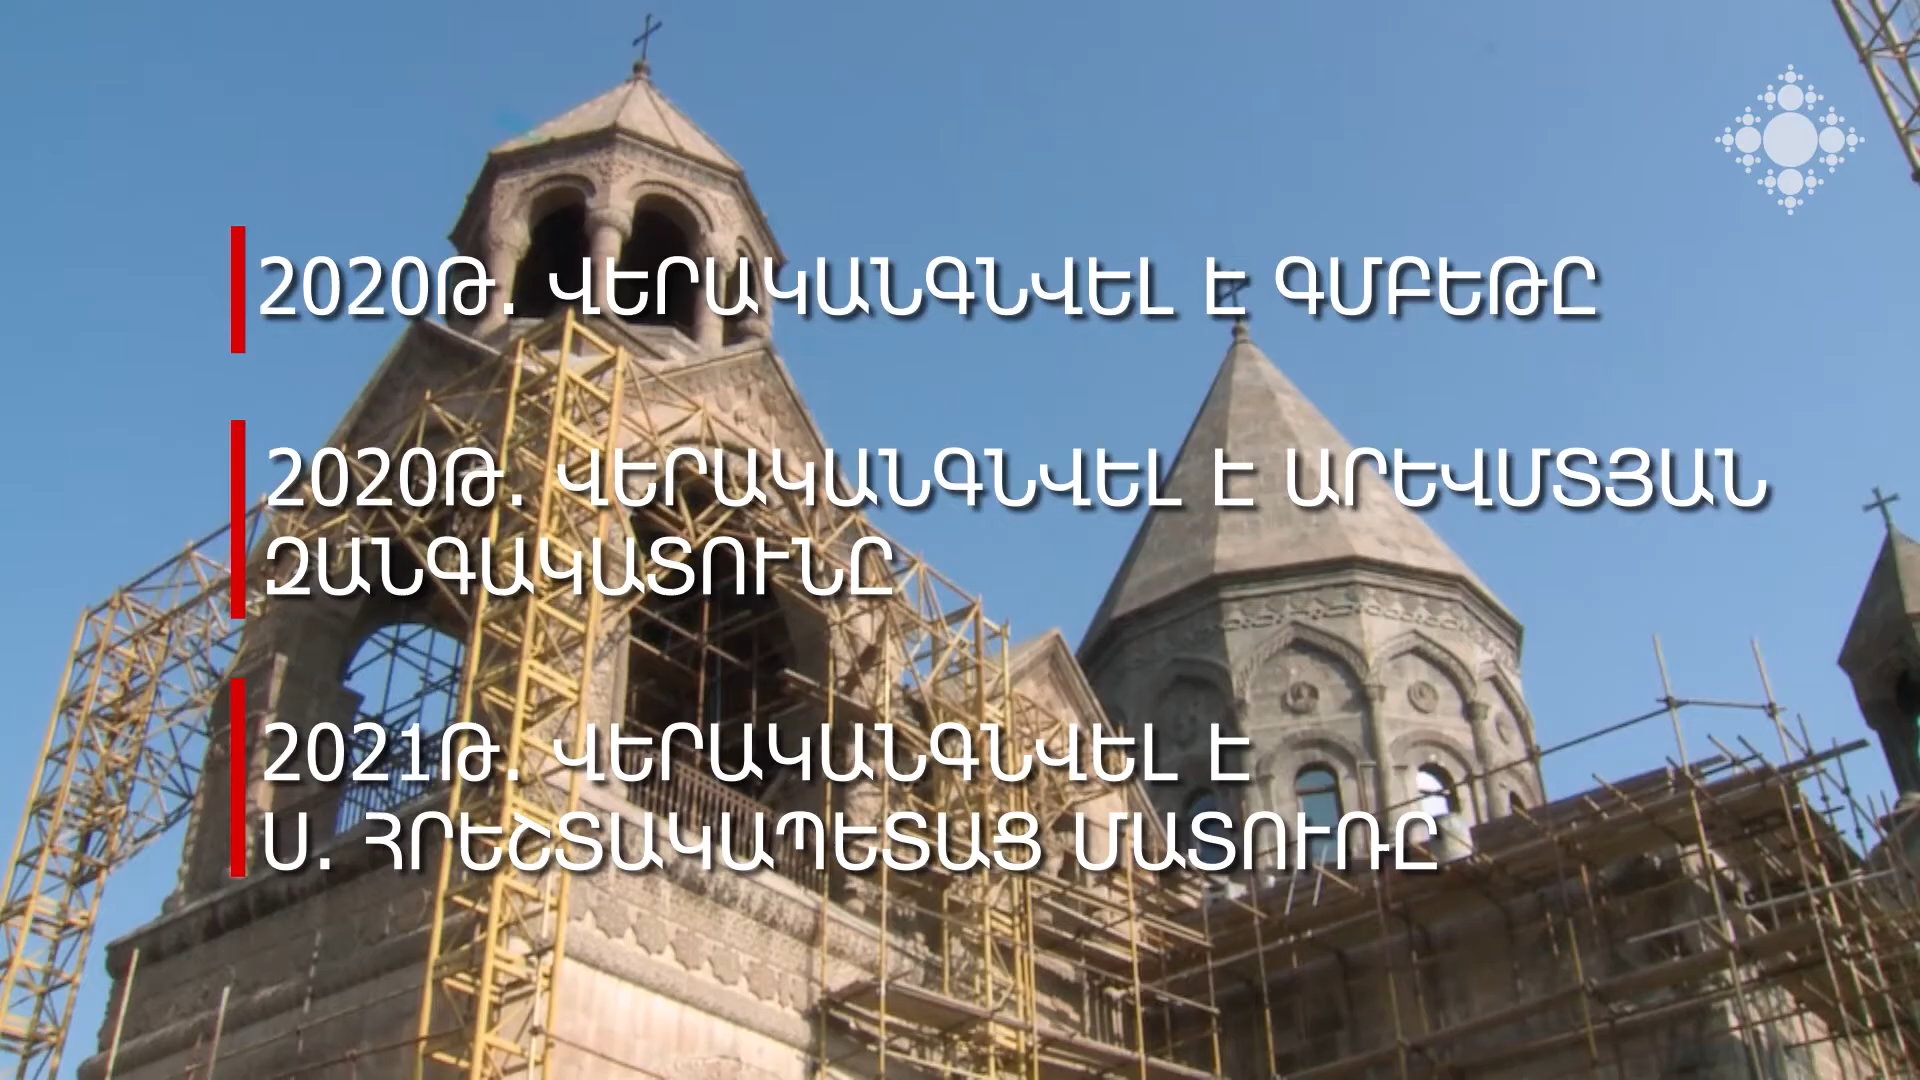 2020Թ. ՎԵՐԱԿԱՆԳՆՎԵԼ Է ԳՄԲԵԹԸ
2020Թ. ՎԵՐԱԿԱՆԳՆՎԵԼ Է ԱՐԵՎՄՏՅԱՆ
ԶԱՆԳԱԿԱՏՈՒՆԸ
2021Թ. ՎԵՐԱԿԱՆԳՆՎԵԼ Է
Ս. ՀՐԵՇՏԱԿԱՊԵՏԱՑ ՄԱՏՈՒՌԸ